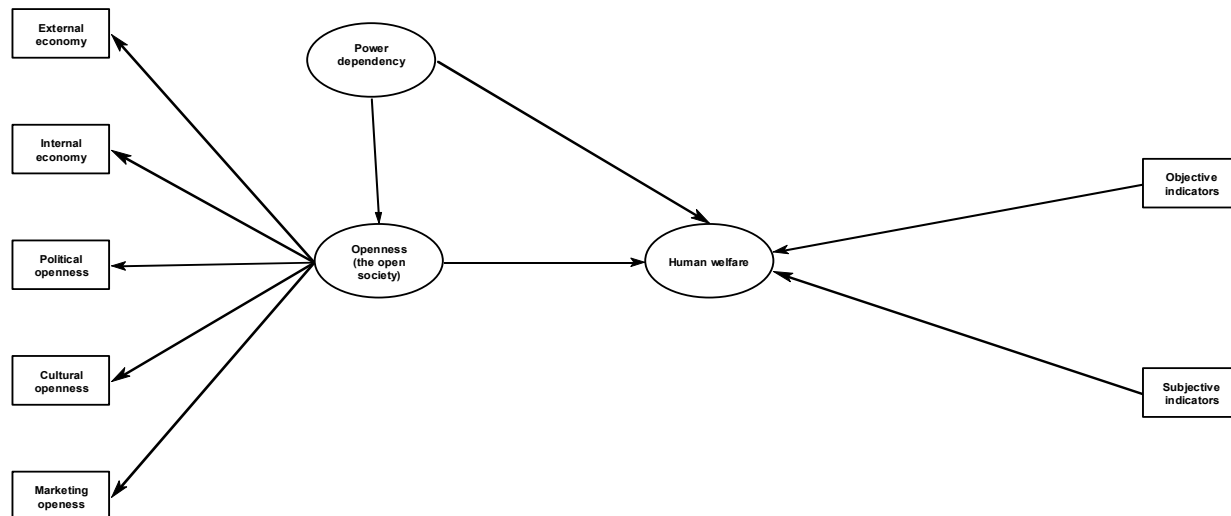 External
economy
Power
dependency
Internal
economy
Objective
indicators
Political
openness
Openness
(the open
society)
Human welfare
Cultural
openness
Subjective
indicators
Marketing
openess